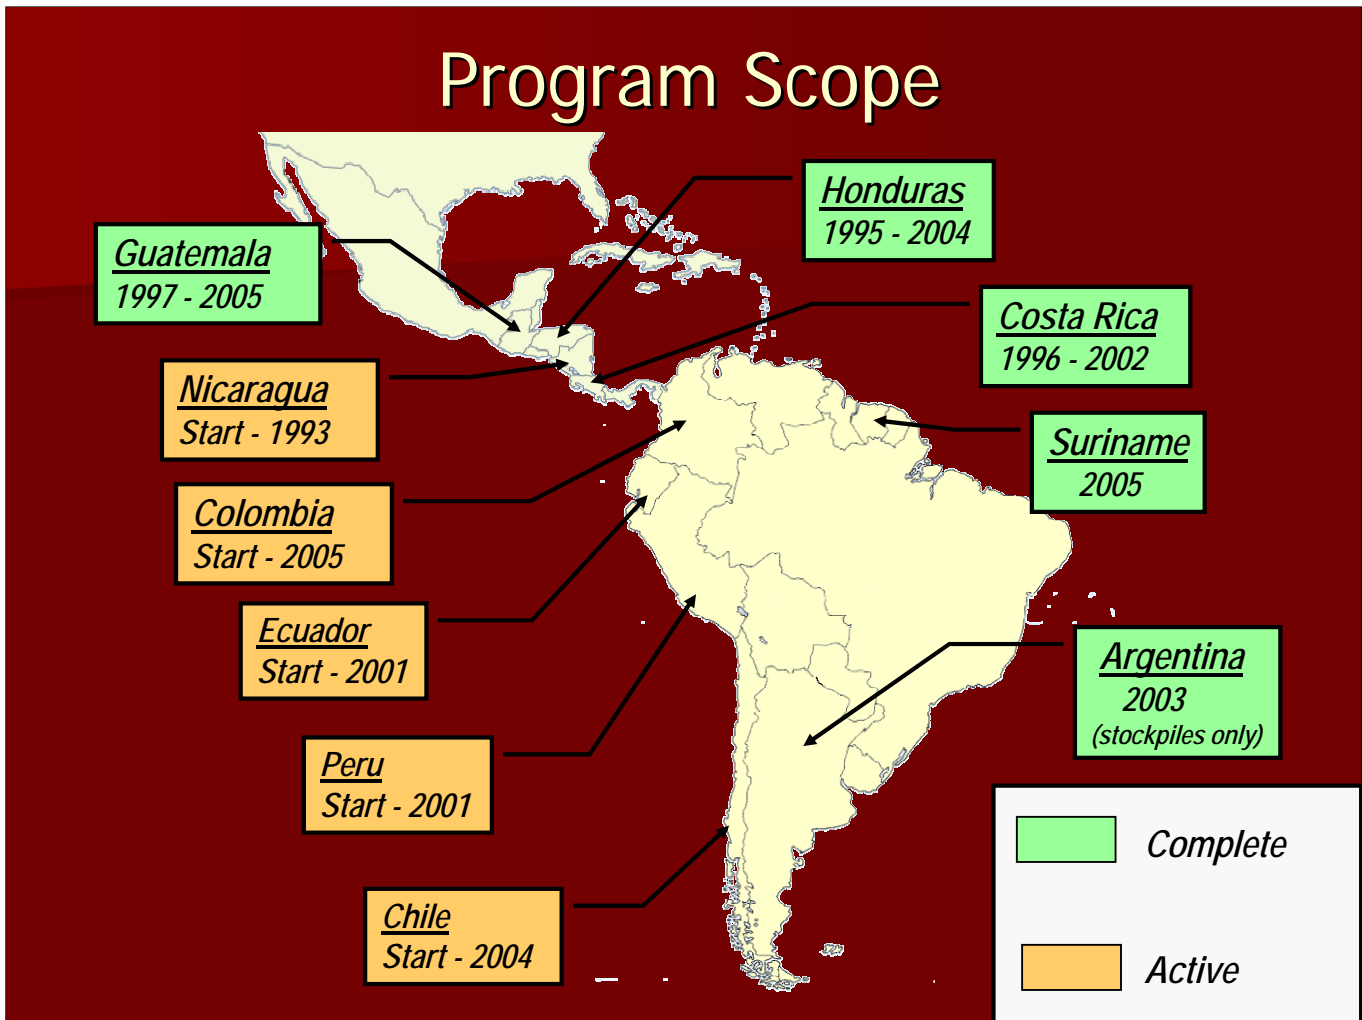 Program Scope
Honduras
1995 - 2004
Guatemala
1997 - 2005
Costa Rica
1996 - 2002
Nicaragua
Start - 1993
Suriname
2005
Colombia
Start - 2005
Ecuador
Start - 2001
Argentina
2003
(stockpiles only)
Peru
Start - 2001
Chile
Start - 2004
Complete
Active